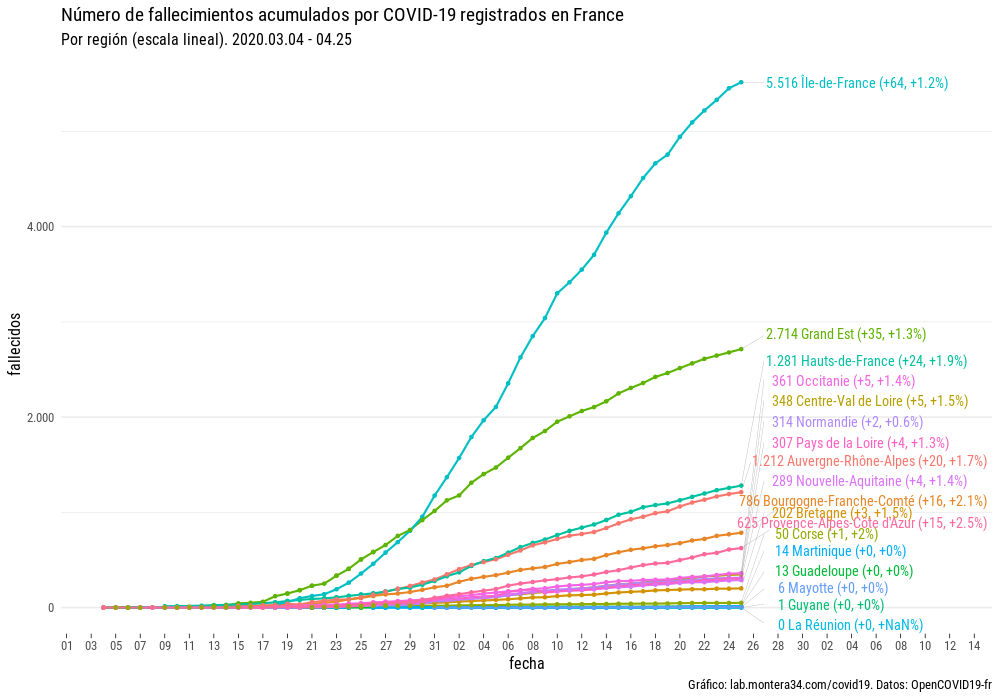 Número de fallecimientos acumulados por COVID-19 registrados en France
Por región (escala lineal). 2020.03.04 - 04.25
5.516 Île-de-France (+64, +1.2%)
4.000
2.714 Grand Est (+35, +1.3%)
1.281 Hauts-de-France (+24, +1.9%)
361 Occitanie (+5, +1.4%)
348 Centre-Val de Loire (+5, +1.5%)
2.000
314 Normandie (+2, +0.6%)
307 Pays de la Loire (+4, +1.3%)
1.212 Auvergne-Rhône-Alpes (+20, +1.7%)
289 Nouvelle-Aquitaine (+4, +1.4%)
786 Bourgogne-Franche-Comté (+16, +2.1%)
202 Bretagne (+3, +1.5%)
625 Provence-Alpes-Côte d'Azur (+15, +2.5%)
50 Corse (+1, +2%)
14 Martinique (+0, +0%)
13 Guadeloupe (+0, +0%)
6 Mayotte (+0, +0%)
1 Guyane (+0, +0%)
0
0 La Réunion (+0, +NaN%)
fallecidos
01 03 05 07 09 11 13 15 17 19 21 23 25 27 29 31 02 04 06 08 10 12 14 16 18 20 22 24 26 28 30 02 04 06 08 10 12 14
fecha
Gráfico: lab.montera34.com/covid19. Datos: OpenCOVID19-fr